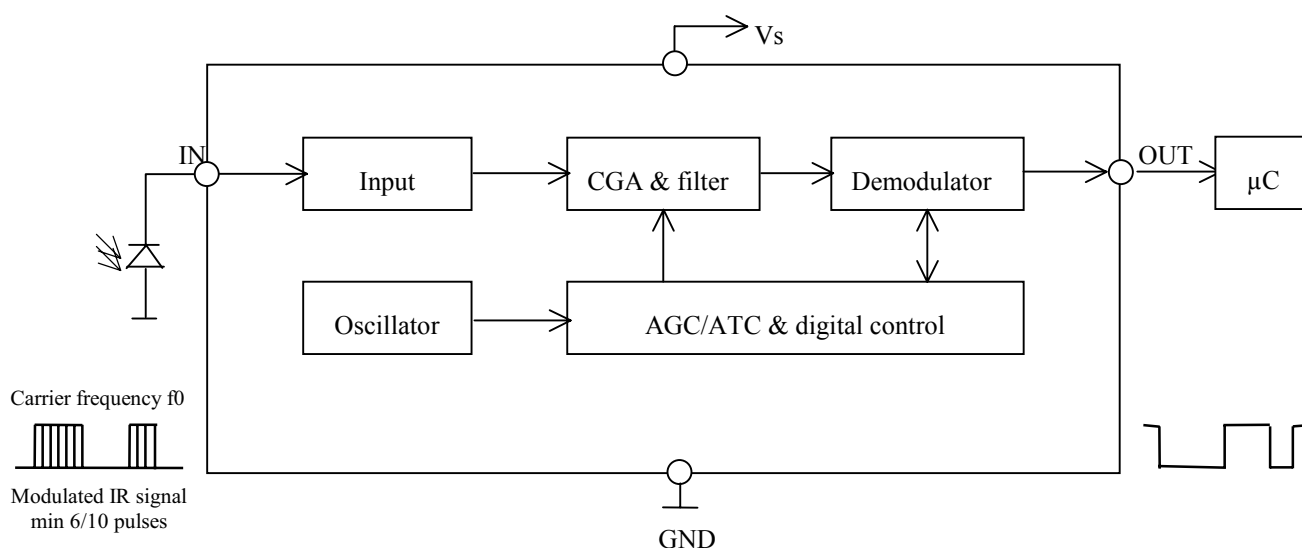 Vs
IN
Input
CGA & filter
Demodulator
OUT
µC
Oscillator
AGC/ATC & digital control
Carrier frequency f0
Modulated IR signal
min 6/10 pulses
GND